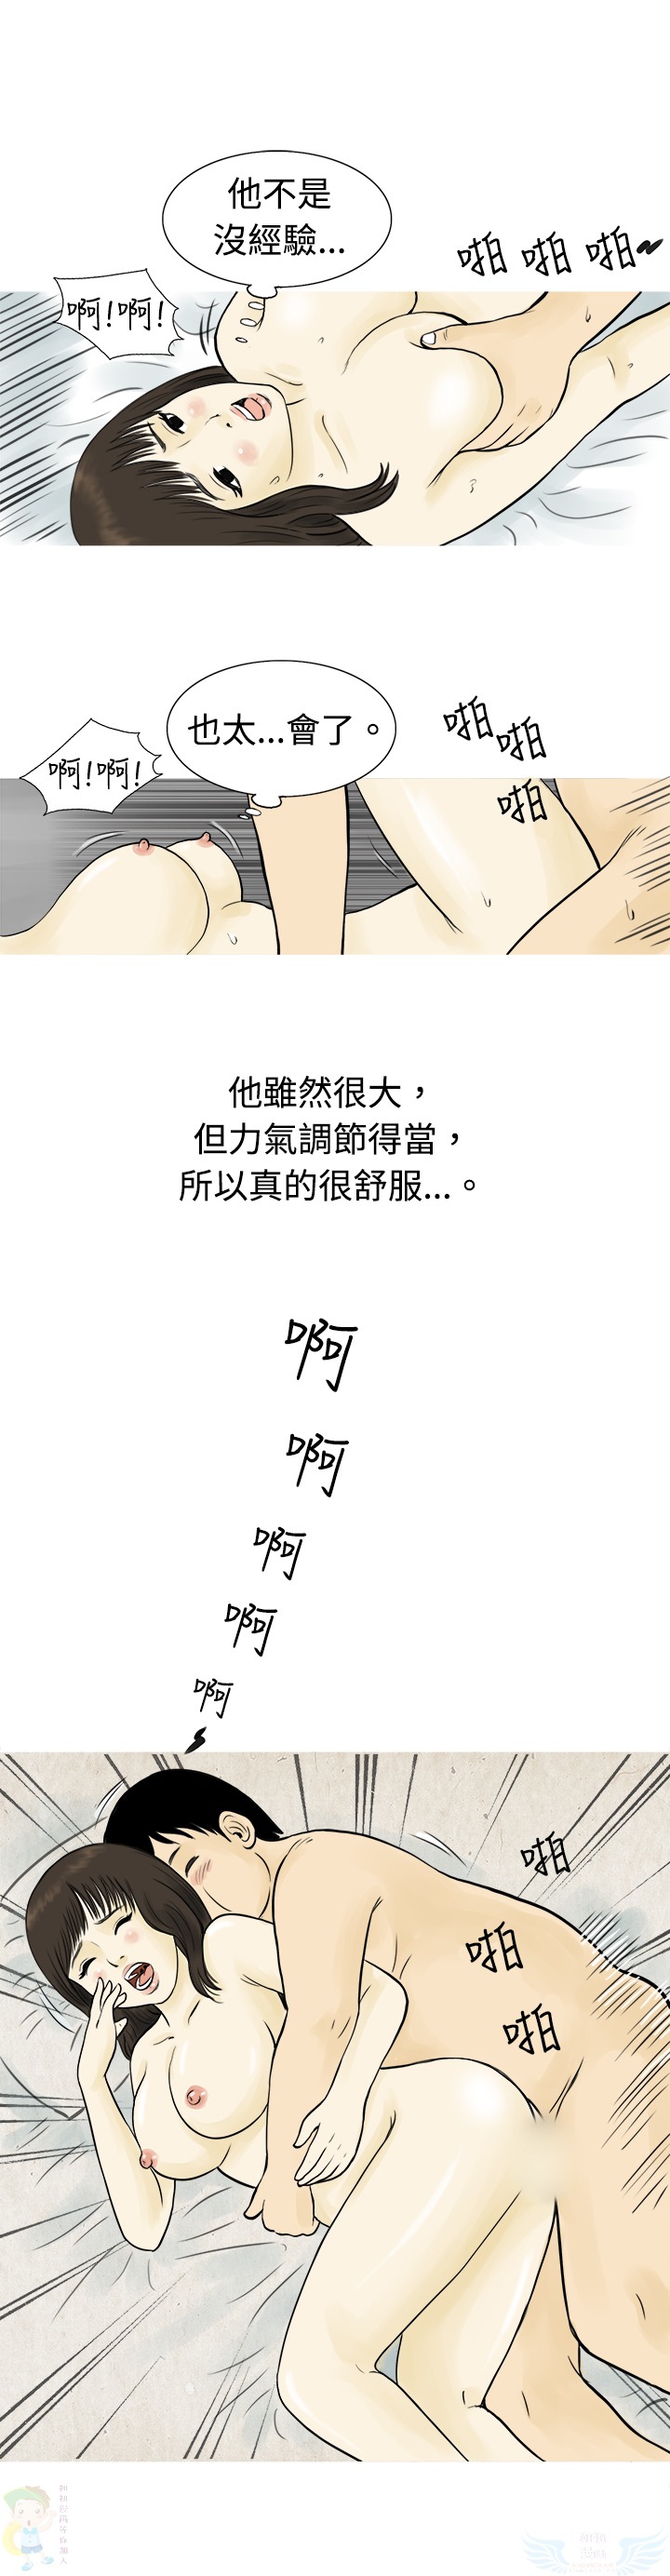 他不是
沒經驗...
啪 啪 啪~
啊!啊!
也太...會了。
啪
啪
啪
啊!啊!
他雖然很大，
但力氣調節得當，
所以真的很舒服...。
啊
啊
啊
啊
啊
啪
啪
啪